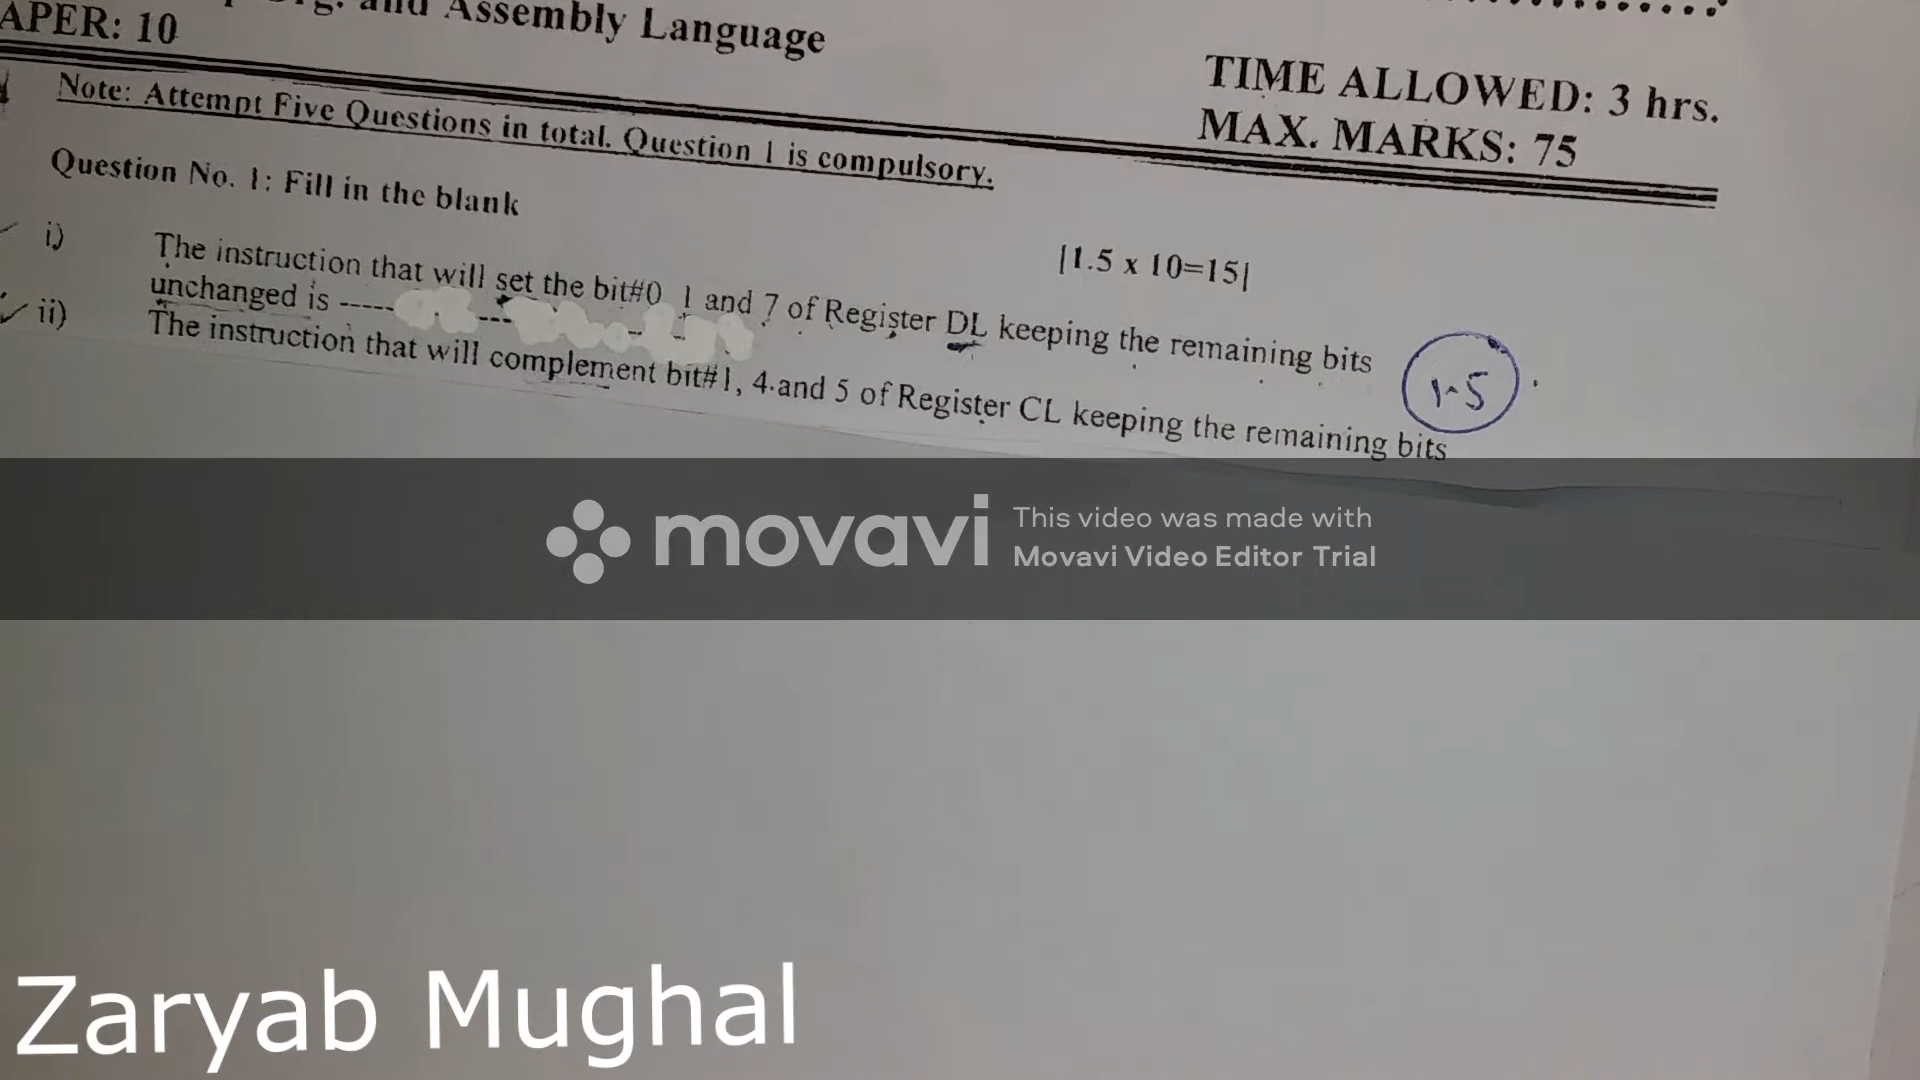 and Assembly Language
APER: 10
TIME ALLOWED: 3 hrs.
MAX. MARKS: 75
Note: Attempt Five Questions in total. Question 1 is compulsory.
Question No. 1: Fill in the blank
|1.5 x 10=15|
i) The instruction that will set the bit#0 1 and 7 of Register DL keeping the remaining bits
unchanged is -----
1-5
ii) The instruction that will complement bit#1, 4 and 5 of Register CL keeping the remaining bits
movavi
This video was made with
Movavi Video Editor Trial
Zaryab Mughal